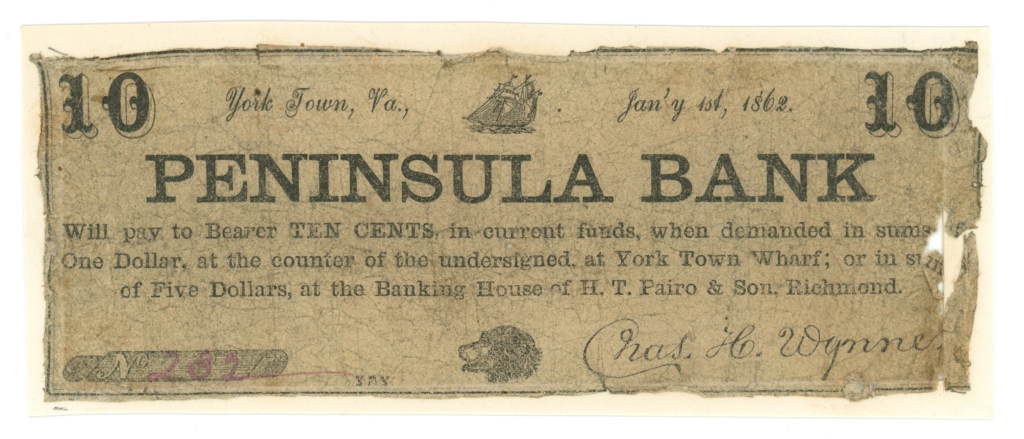 10 York Town, Va., Jan'y 1st, 1862. 10
PENINSULA BANK
Will pay to Bearer TEN CENTS, in current funds, when demanded in sums of
One Dollar, at the counter of the undersigned, at York Town Wharf; or in sums
of Five Dollars, at the Banking House of H. T. Pairo & Son, Richmond.
Chas. H. Wynne.
No 282